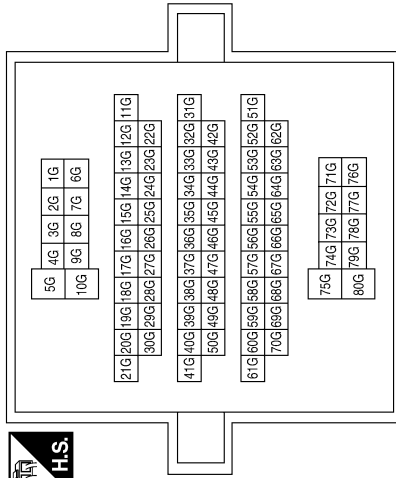 H.S.
5G 4G 3G 2G 1G
10G 9G 8G 7G 6G
21G 20G 19G 18G 17G 16G 15G 14G 13G 12G 11G
30G 29G 28G 27G 26G 25G 24G 23G 22G
41G 40G 39G 38G 37G 36G 35G 34G 33G 32G 31G
50G 49G 48G 47G 46G 45G 44G 43G 42G
61G 60G 59G 58G 57G 56G 55G 54G 53G 52G 51G
70G 69G 68G 67G 66G 65G 64G 63G 62G
75G 74G 73G 72G 71G
80G 79G 78G 77G 76G